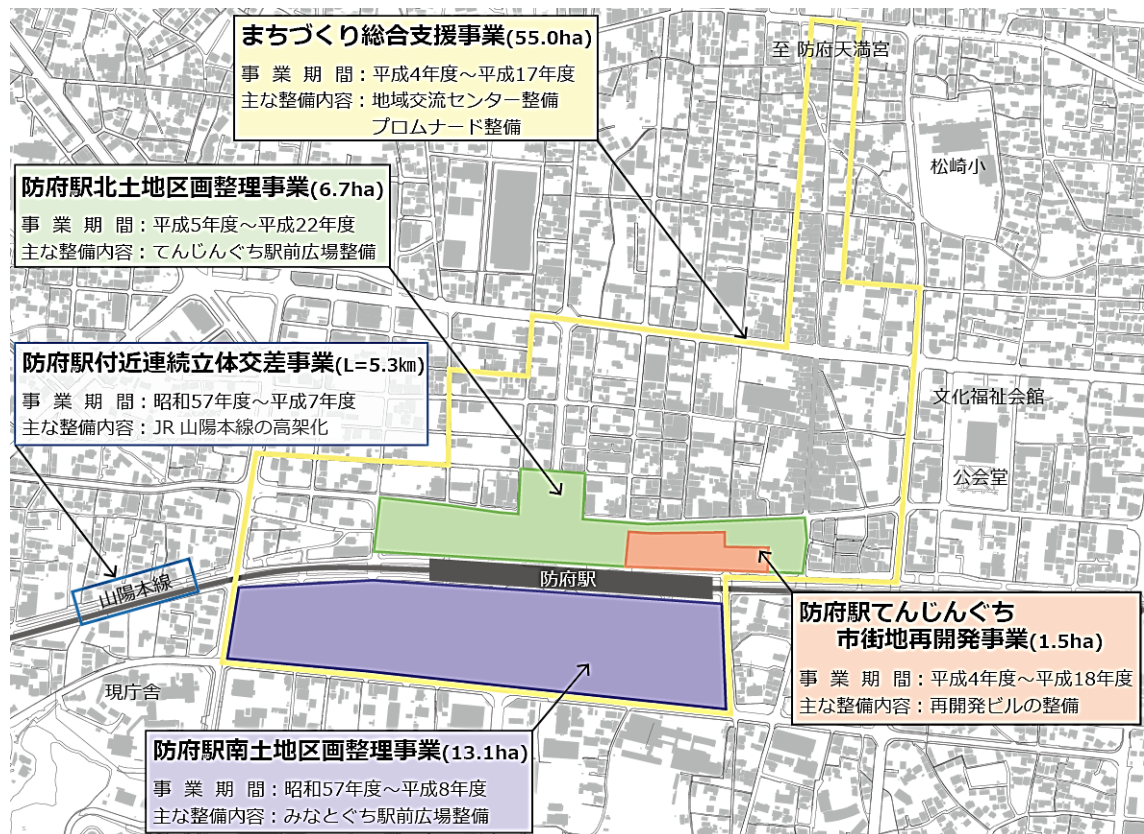 まちづくり総合支援事業(55.0ha)
事業期間：平成4年度～平成17年度
主な整備内容：地域交流センター整備
プロムナード整備
至 防府天満宮
松崎小
防府駅北土地区画整理事業(6.7ha)
事業期間：平成5年度～平成22年度
主な整備内容：てんじんぐち駅前広場整備
防府駅付近連続立体交差事業(L=5.3㎞)
事業期間：昭和57年度～平成7年度
主な整備内容：JR 山陽本線の高架化
文化福祉会館
公会堂
防府駅
山陽本線
防府駅てんじんぐち
市街地再開発事業(1.5ha)
事業期間：平成4年度～平成18年度
主な整備内容：再開発ビルの整備
現庁舎
防府駅南土地区画整理事業(13.1ha)
事業期間：昭和57年度～平成8年度
主な整備内容：みなとぐち駅前広場整備